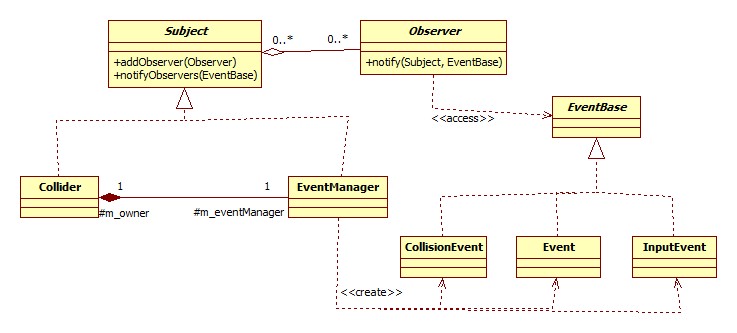 Subject
+addObserver(Observer)
+notifyObservers(EventBase)
0..*
0..*
Observer
+notify(Subject, EventBase)
<<access>>
EventBase
Collider
1
#m_owner
1
#m_eventManager
EventManager
CollisionEvent
Event
InputEvent
<<create>>